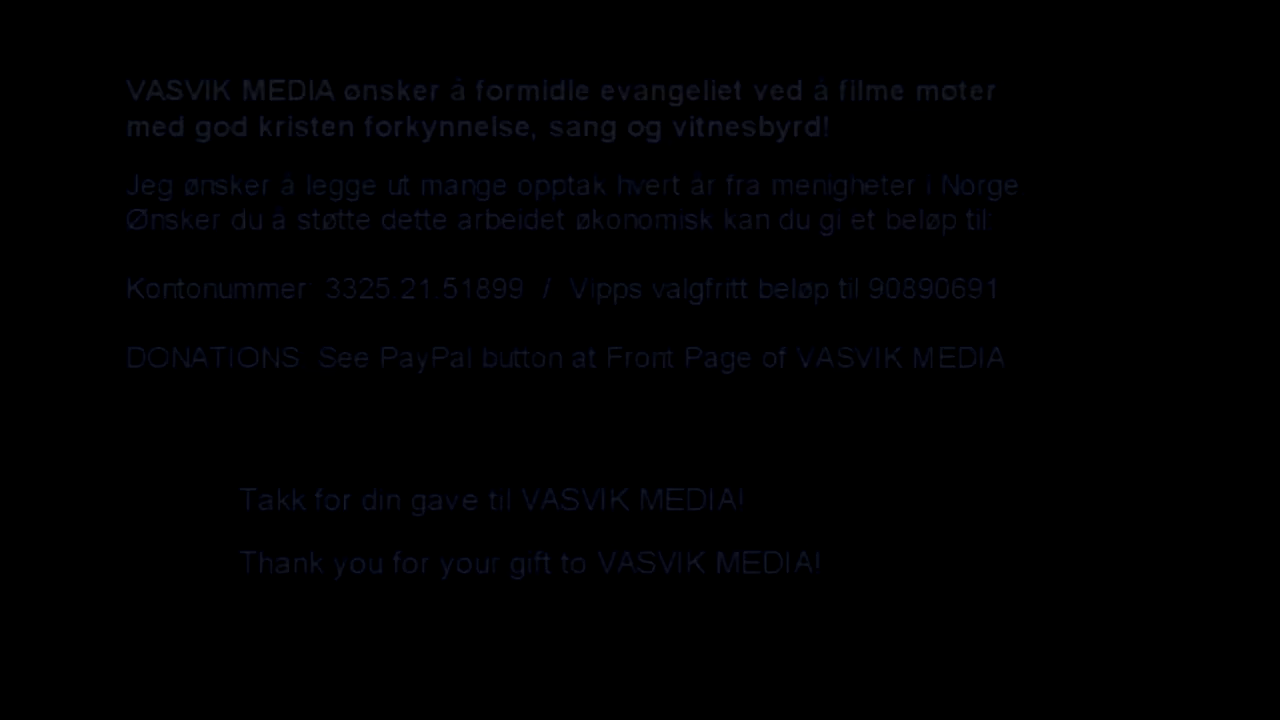 VASVIK MEDIA ønsker å formidle evangeliet ved å filme møter
med god kristen forkynnelse, sang og vitnesbyrd!
Jeg ønsker å legge ut mange opptak hvert år fra menigheter i Norge
Ønsker du å støtte dette arbeidet økonomisk kan du gi et beløp til:
Kontonummer: 3325.21.51899 / Vipps valgfritt beløp til 90890691
DONATIONS: See PayPal button at Front Page of VASVIK MEDIA
Takk for din gave til VASVIK MEDIA!
Thank you for your gift to VASVIK MEDIA!